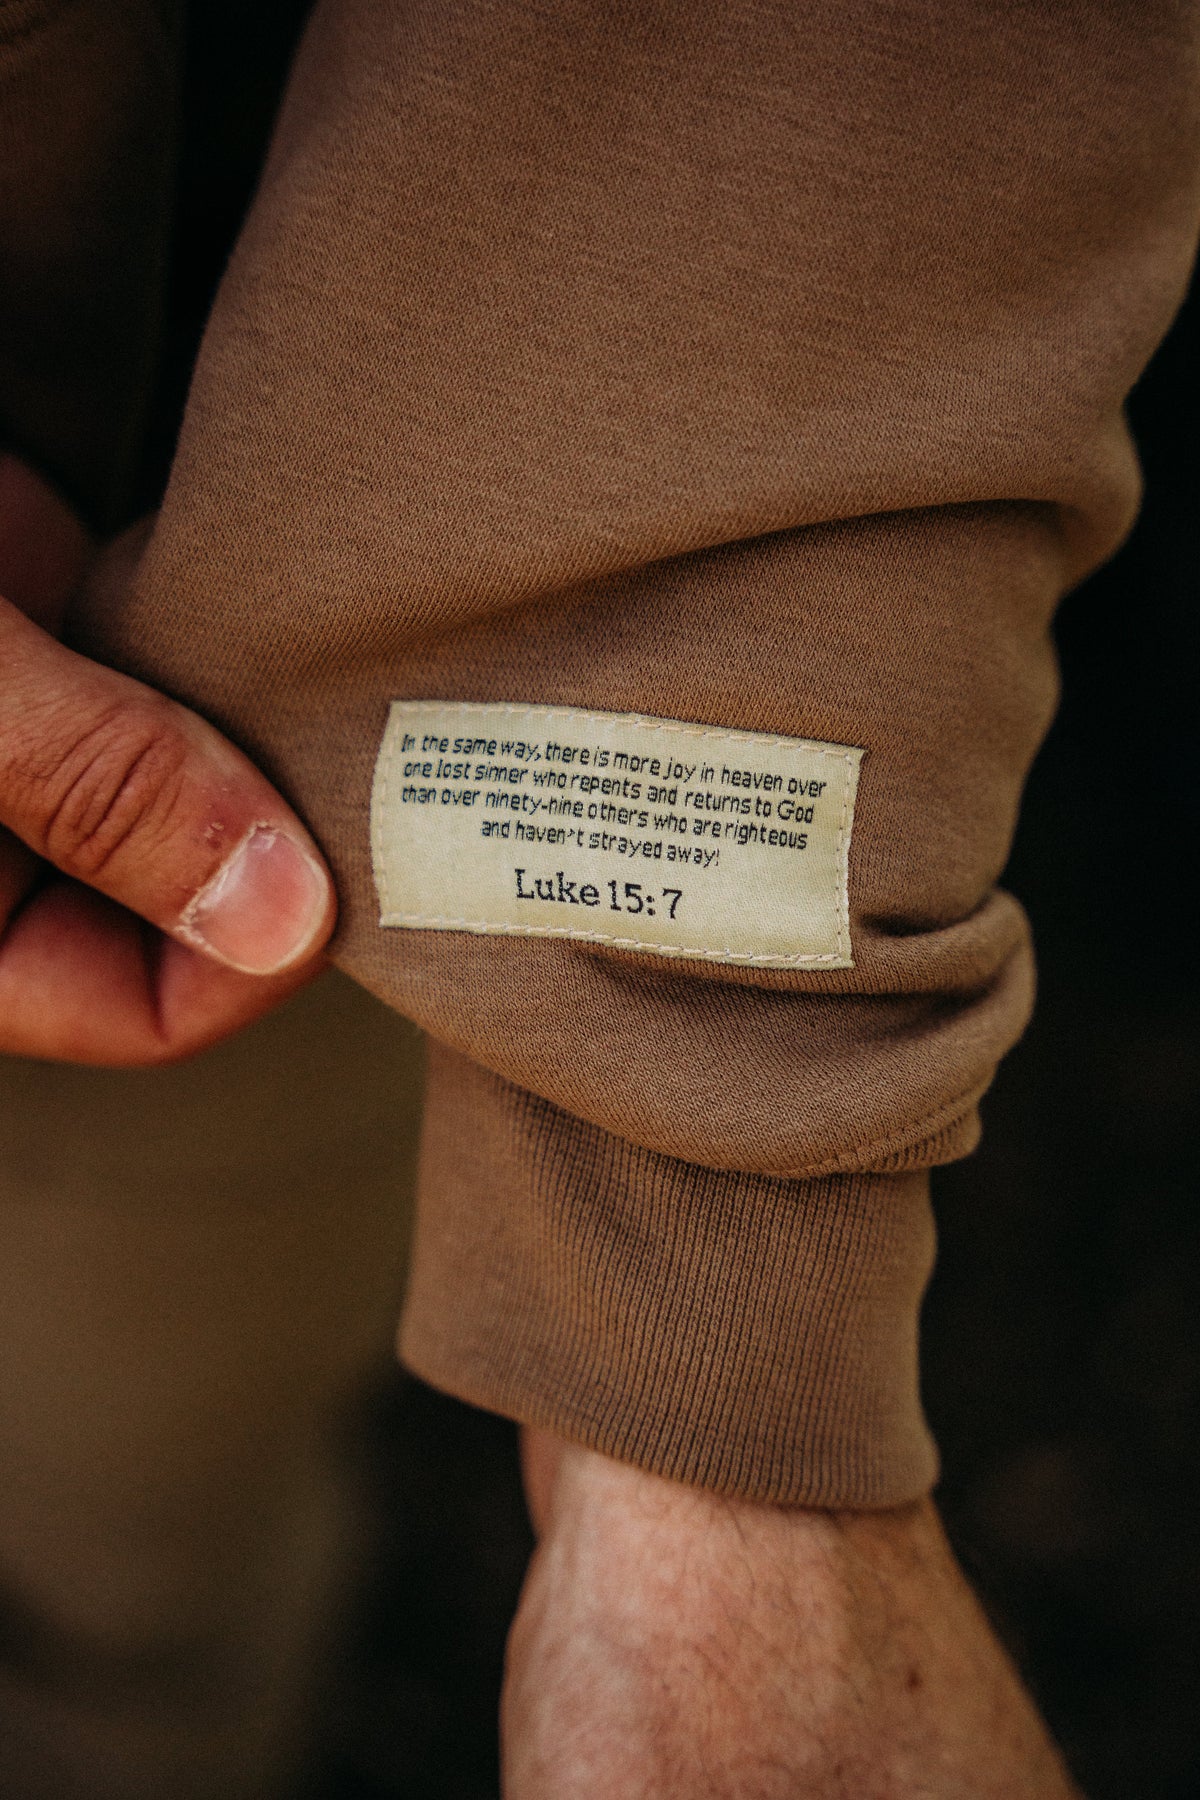 In the same way, there is more joy in heaven over
one lost sinner who repents and returns to God
than over ninety-nine others who are righteous
and haven't strayed away!
Luke 15:7